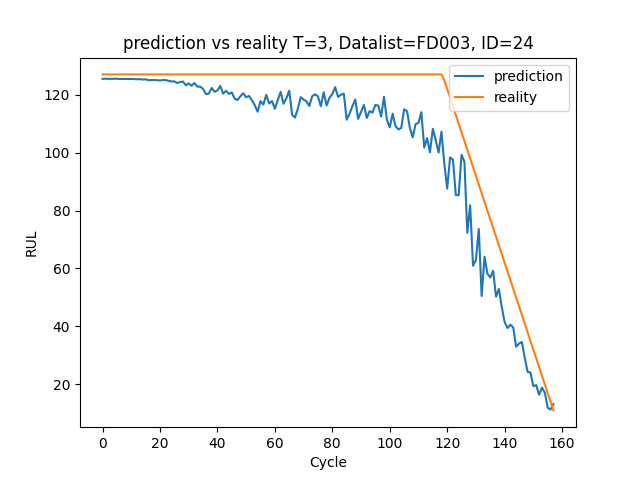 prediction vs reality T=3, Datalist=FD003, ID=24
prediction
reality
RUL
120
100
80
60
40
20
0 20 40 60 80 100 120 140 160
Cycle